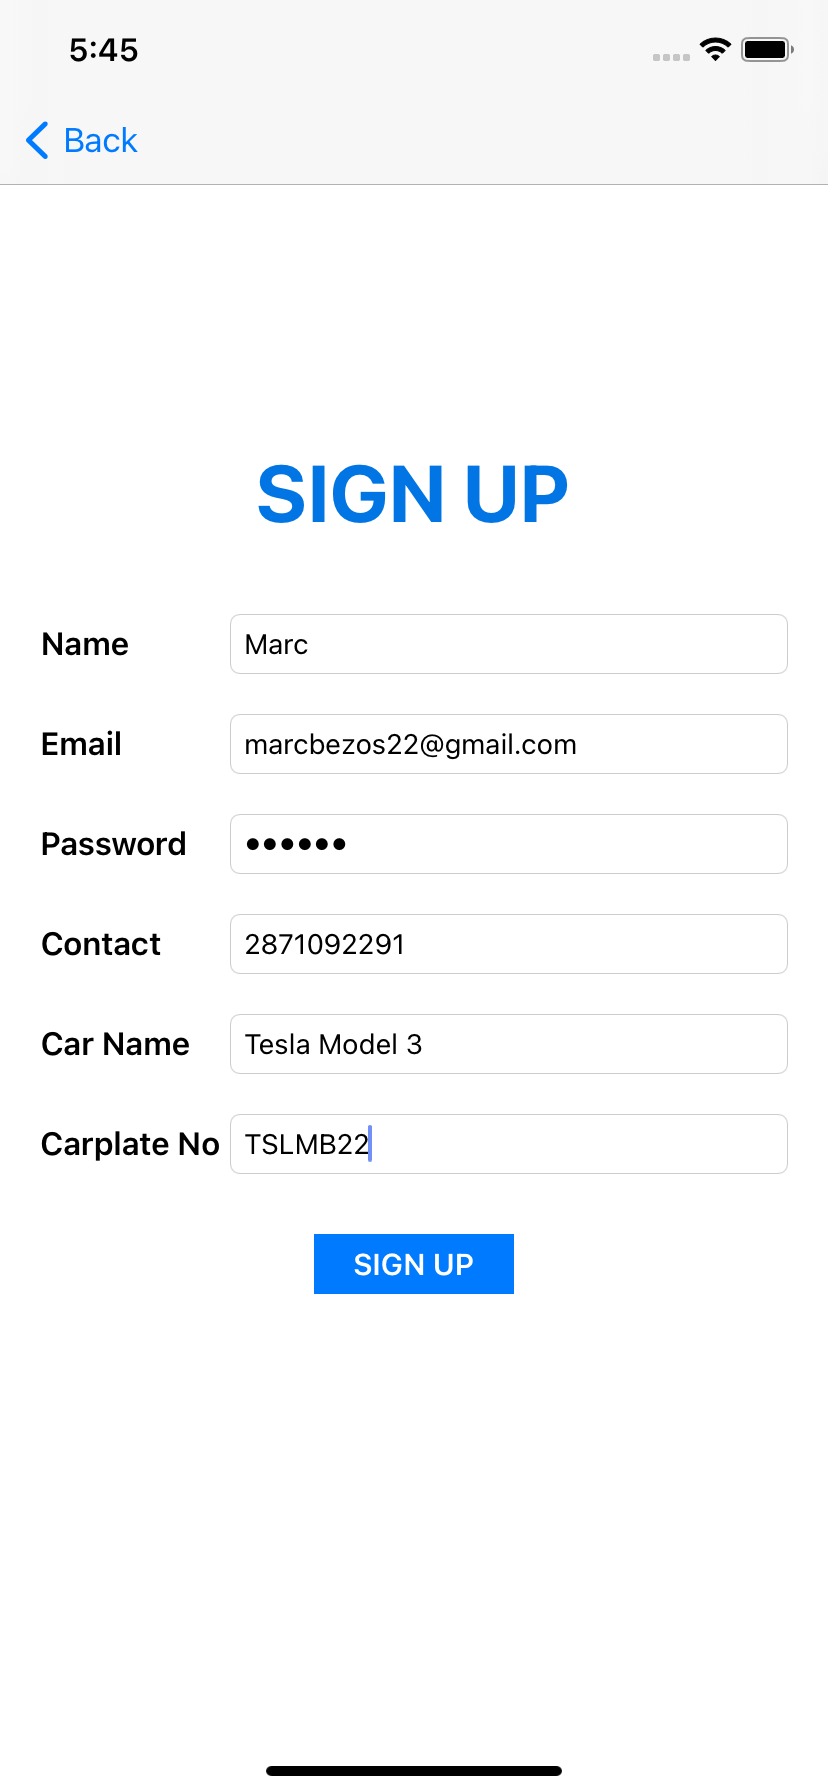 5:45
Back
SIGN UP
Name Marc
Email marcbezos22@gmail.com
Password ••••••
Contact 2871092291
Car Name Tesla Model 3
Carplate No TSLMB22
SIGN UP